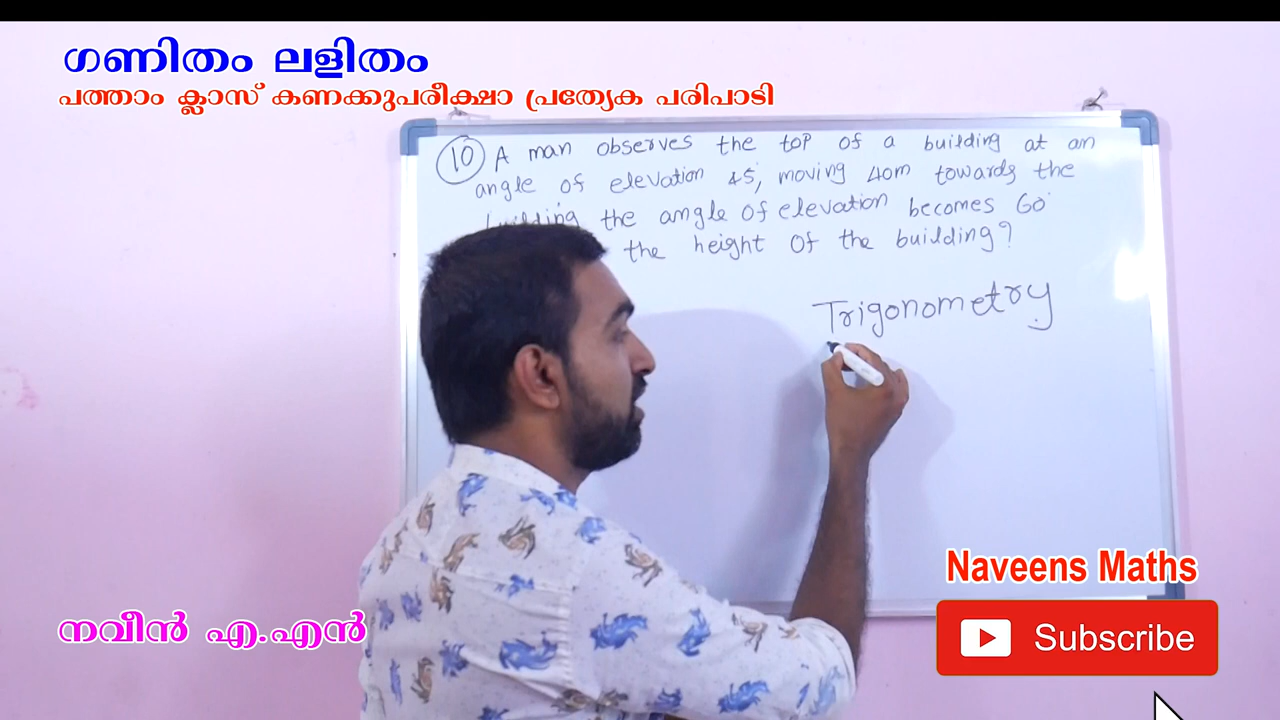 ഗണിതം ലളിതം
പത്താം ക്ലാസ് കണക്കുപരീക്ഷാ പ്രത്യേക പരിപാടി
10 A man observes the top of a building at an
angle of elevation 45°, moving 40m towards the
building the angle of elevation becomes 60°
the height of the building?
Trigonometry
Naveens Maths
Subscribe
നവീൻ എ.എൻ